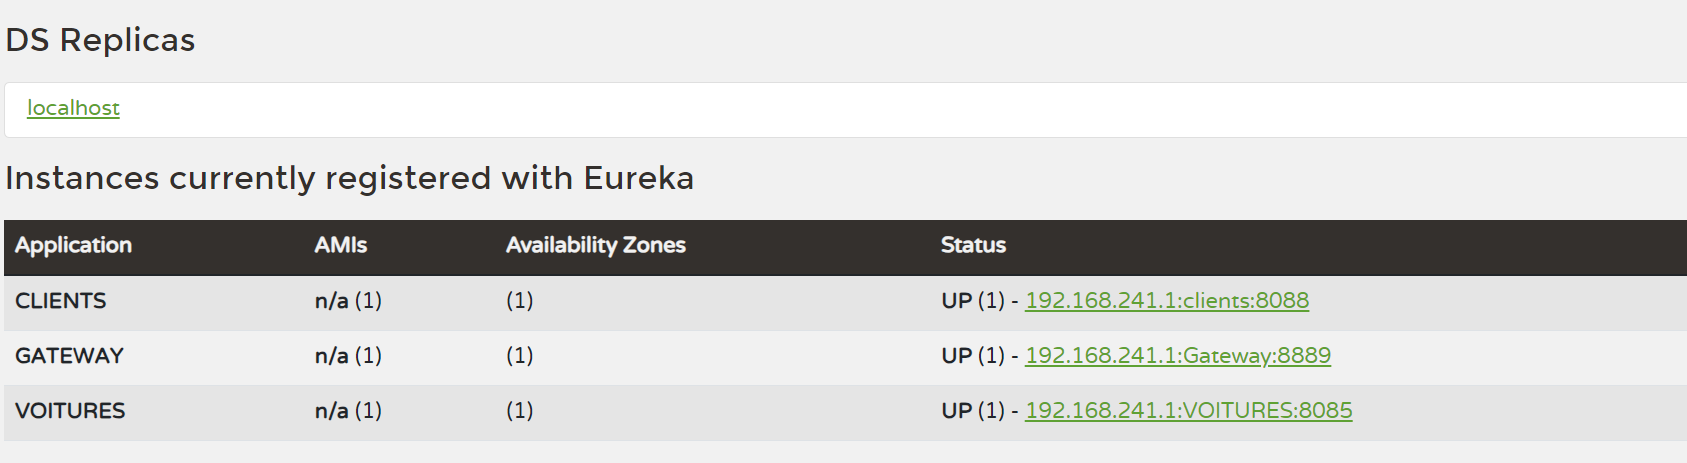 DS Replicas
localhost
Instances currently registered with Eureka
Application AMIs Availability Zones Status
CLIENTS n/a (1) (1) UP (1) - 192.168.241.1:clients:8088
GATEWAY n/a (1) (1) UP (1) - 192.168.241.1:Gateway:8889
VOITURES n/a (1) (1) UP (1) - 192.168.241.1:VOITURES:8085